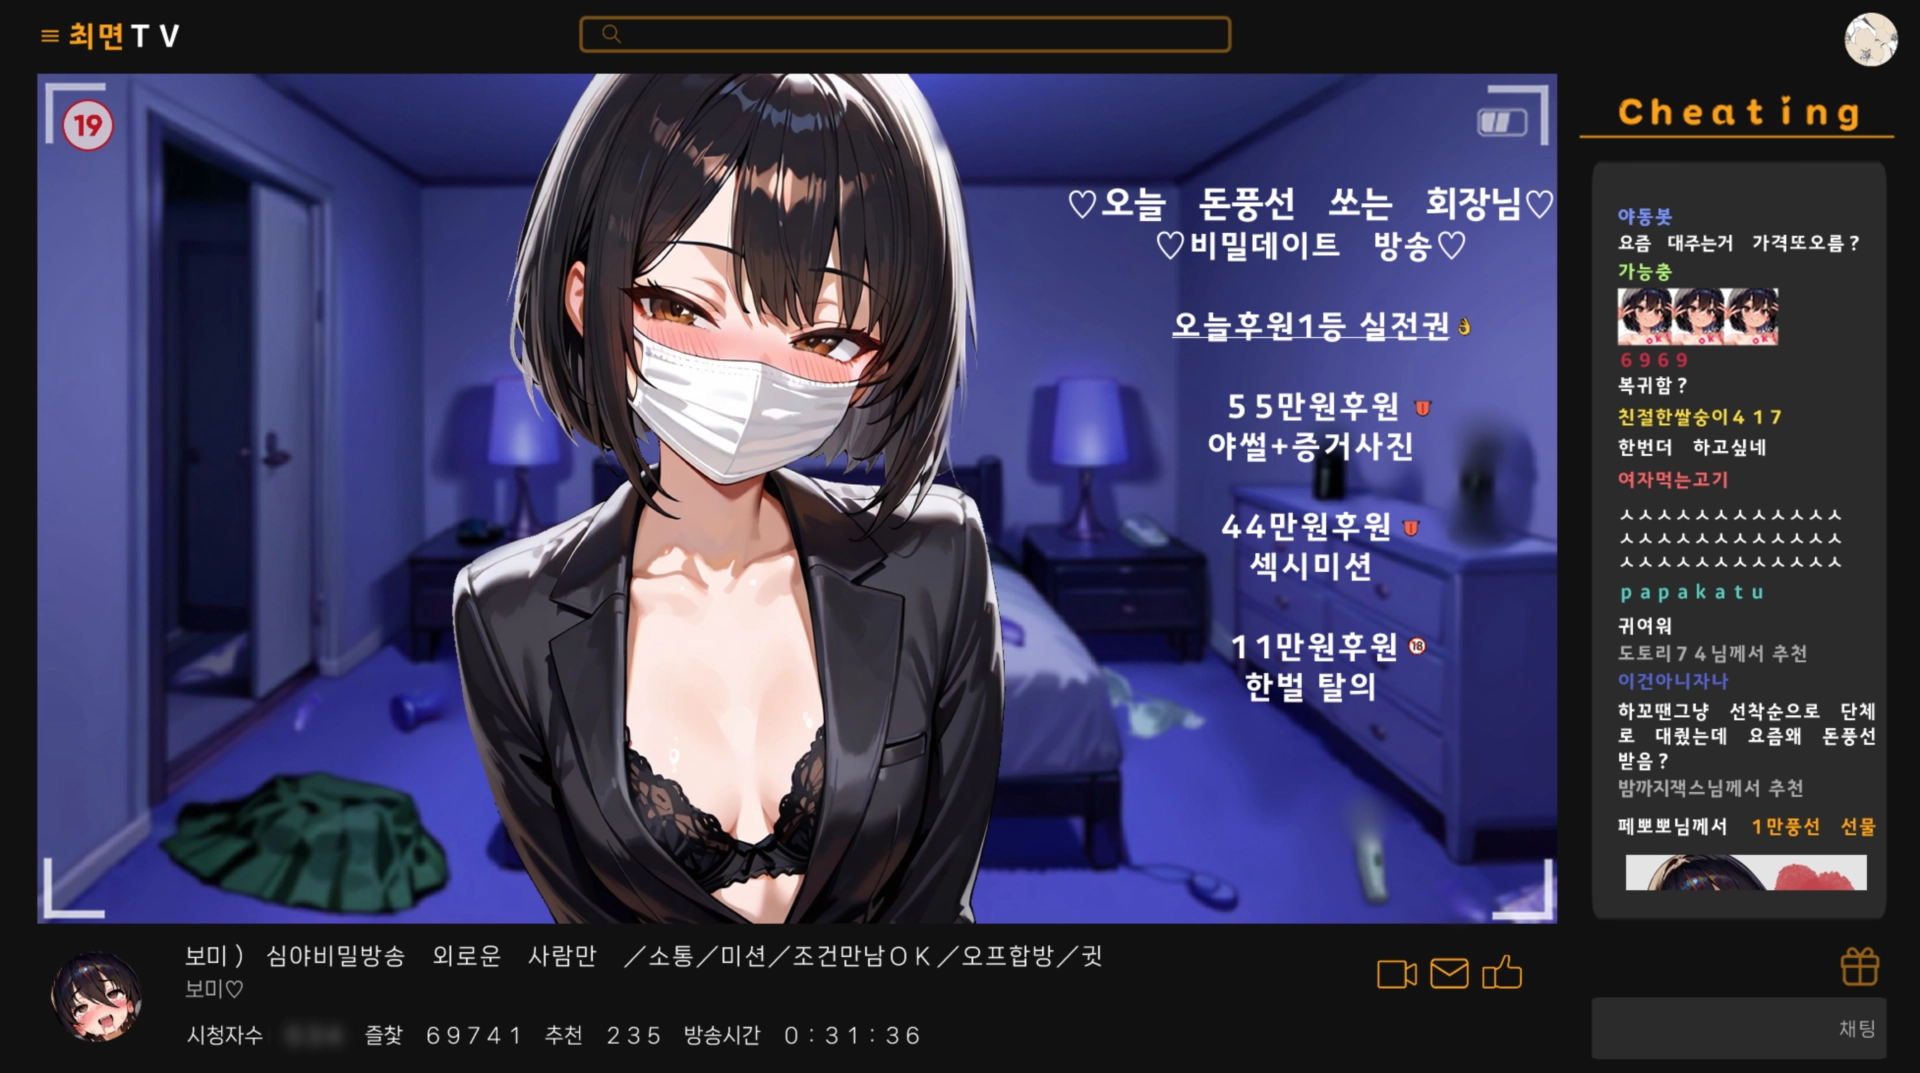 최면TV
19
♡오늘 돈풍선 쏘는 회장님♡
♡비밀데이트 방송♡
오늘후원1등 실전권👌
55만원후원
야썰+증거사진
44만원후원
섹시미션
11만원후원🔞
한벌 탈의
Cheating
야동봇
요즘 대주는거 가격또오름?
가능충
6969
복귀함?
친절한쌀숭이417
한번더 하고싶네
여자먹는고기
ㅅㅅㅅㅅㅅㅅㅅㅅㅅㅅㅅㅅ
ㅅㅅㅅㅅㅅㅅㅅㅅㅅㅅㅅㅅ
ㅅㅅㅅㅅㅅㅅㅅㅅㅅㅅㅅㅅ
papakatu
귀여워
도토리74님께서 추천
이건아니자나
하꼬땐그냥 선착순으로 단체
로 대줬는데 요즘왜 돈풍선
받음?
밤까지잭스님께서 추천
페뽀뽀님께서 1만풍선 선물
보미) 심야비밀방송 외로운 사람만 /소통/미션/조건만남OK/오프합방/귓
보미♡
시청자수 즐찾 69741 추천 235 방송시간 0:31:36
채팅